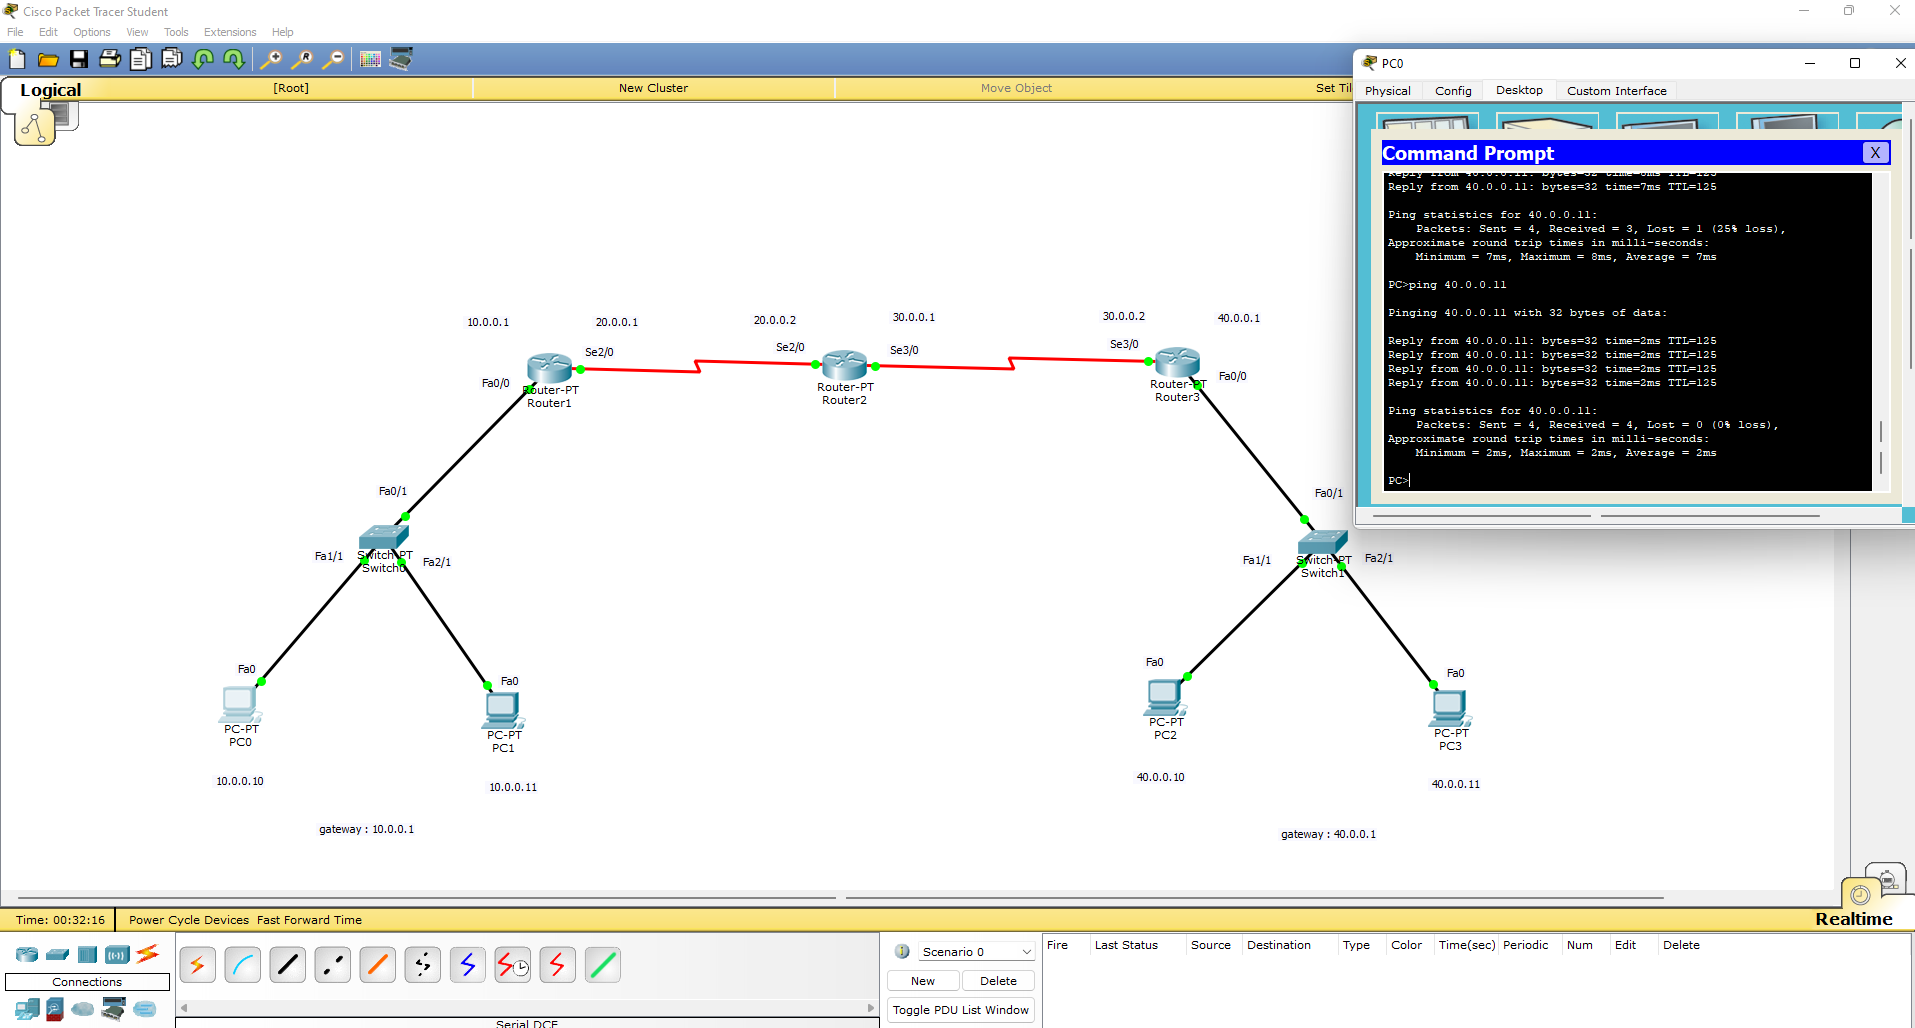 Cisco Packet Tracer Student
File Edit Options View Tools Extensions Help
Logical
[Root]
New Cluster
Move Object
Set Til
PC0
Physical Config Desktop Custom Interface
Command Prompt
X
Reply from 40.0.0.11: bytes=32 time=8ms TTL=125
Reply from 40.0.0.11: bytes=32 time=7ms TTL=125
Ping statistics for 40.0.0.11:
Packets: Sent = 4, Received = 3, Lost = 1 (25% loss),
Approximate round trip times in milli-seconds:
Minimum = 7ms, Maximum = 8ms, Average = 7ms
PC>ping 40.0.0.11
Pinging 40.0.0.11 with 32 bytes of data:
Reply from 40.0.0.11: bytes=32 time=2ms TTL=125
Reply from 40.0.0.11: bytes=32 time=2ms TTL=125
Reply from 40.0.0.11: bytes=32 time=2ms TTL=125
Reply from 40.0.0.11: bytes=32 time=2ms TTL=125
Ping statistics for 40.0.0.11:
Packets: Sent = 4, Received = 4, Lost = 0 (0% loss),
Approximate round trip times in milli-seconds:
Minimum = 2ms, Maximum = 2ms, Average = 2ms
PC>
10.0.0.1
20.0.0.1
20.0.0.2
30.0.0.1
30.0.0.2
40.0.0.1
Se2/0
Se2/0
Se3/0
Se3/0
Fa0/0
Fa0/0
Router-PT
Router1
Router-PT
Router2
Router-PT
Router3
Fa0/1
Fa1/1
Switch-PT
Switch0
Fa2/1
Fa0/1
Fa1/1
Switch-PT
Switch1
Fa2/1
Fa0
PC-PT
PC0
10.0.0.10
Fa0
PC-PT
PC1
10.0.0.11
gateway : 10.0.0.1
Fa0
PC-PT
PC2
40.0.0.10
Fa0
PC-PT
PC3
40.0.0.11
gateway : 40.0.0.1
Time: 00:32:16
Power Cycle Devices Fast Forward Time
Realtime
Connections
Serial DCE
Scenario 0
New
Delete
Toggle PDU List Window
Fire Last Status Source Destination Type Color Time(sec) Periodic Num Edit Delete